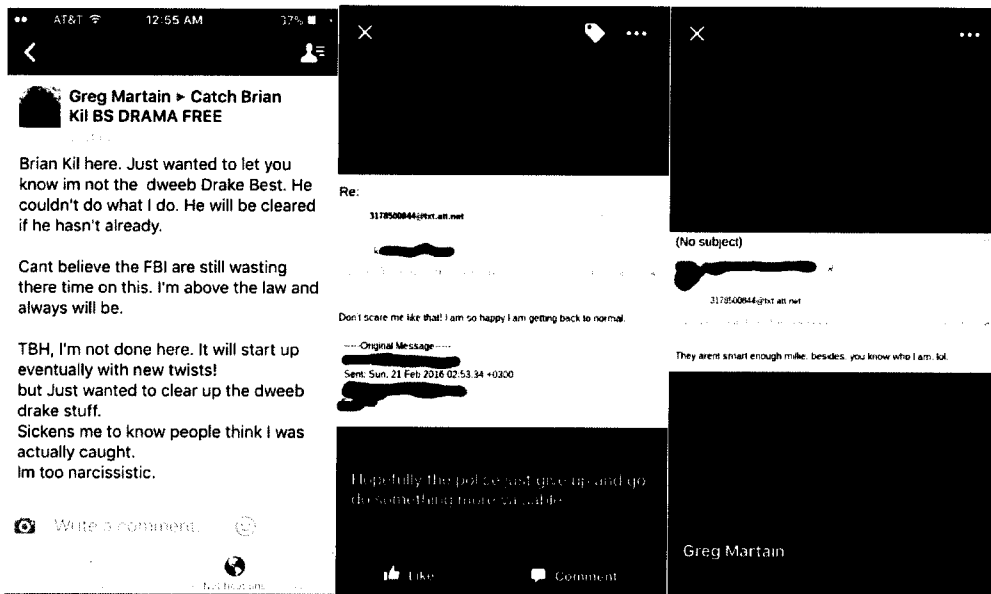 AT&T 12:55 AM 37%
Greg Martain ▸ Catch Brian
Kil BS DRAMA FREE
Brian Kil here. Just wanted to let you
know im not the dweeb Drake Best. He
couldn't do what I do. He will be cleared
if he hasn't already.
Cant believe the FBI are still wasting
there time on this. I'm above the law and
always will be.
TBH, I'm not done here. It will start up
eventually with new twists!
but Just wanted to clear up the dweeb
drake stuff.
Sickens me to know people think I was
actually caught.
Im too narcissistic.
Write a comment
Notifications
Re:
3178500844@txt.att.net
k
Don't scare me like that! I am so happy I am getting back to normal.
-----Original Message-----
Sent: Sun, 21 Feb 2016 02:53:34 +0300
Hopefully the police just give up and go
do something more valuable
Like Comment
(No subject)
3178500844@txt.att.net
They arent smart enough millie. besides. you know who I am. lol.
Greg Martain